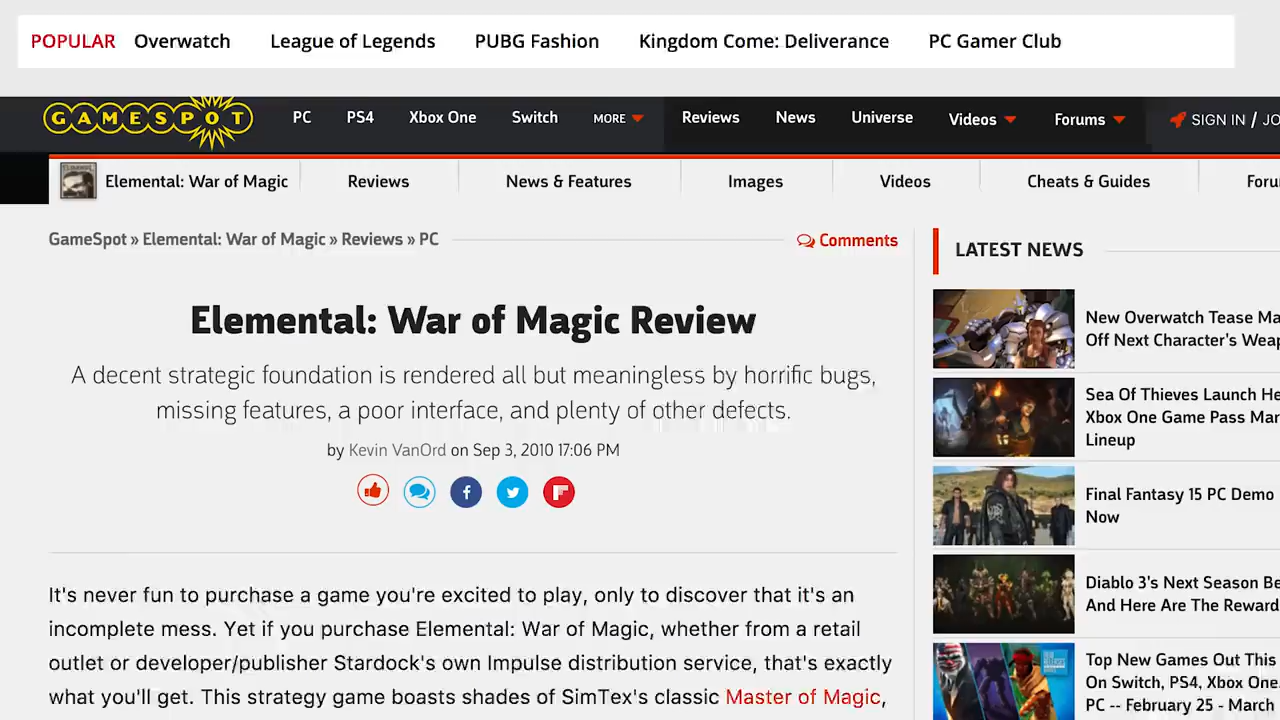 POPULAR Overwatch League of Legends PUBG Fashion Kingdom Come: Deliverance PC Gamer Club
GAMESPOT PC PS4 Xbox One Switch MORE Reviews News Universe Videos Forums SIGN IN / JO
Elemental: War of Magic Reviews News & Features Images Videos Cheats & Guides Foru
GameSpot » Elemental: War of Magic » Reviews » PC Comments
Elemental: War of Magic Review
A decent strategic foundation is rendered all but meaningless by horrific bugs,
missing features, a poor interface, and plenty of other defects.
by Kevin VanOrd on Sep 3, 2010 17:06 PM
It's never fun to purchase a game you're excited to play, only to discover that it's an
incomplete mess. Yet if you purchase Elemental: War of Magic, whether from a retail
outlet or developer/publisher Stardock's own Impulse distribution service, that's exactly
what you'll get. This strategy game boasts shades of SimTex's classic Master of Magic,
LATEST NEWS
New Overwatch Tease Ma
Off Next Character's Weap
Sea Of Thieves Launch He
Xbox One Game Pass Mar
Lineup
Final Fantasy 15 PC Demo
Now
Diablo 3's Next Season Be
And Here Are The Reward
Top New Games Out This
On Switch, PS4, Xbox One,
PC -- February 25 - March